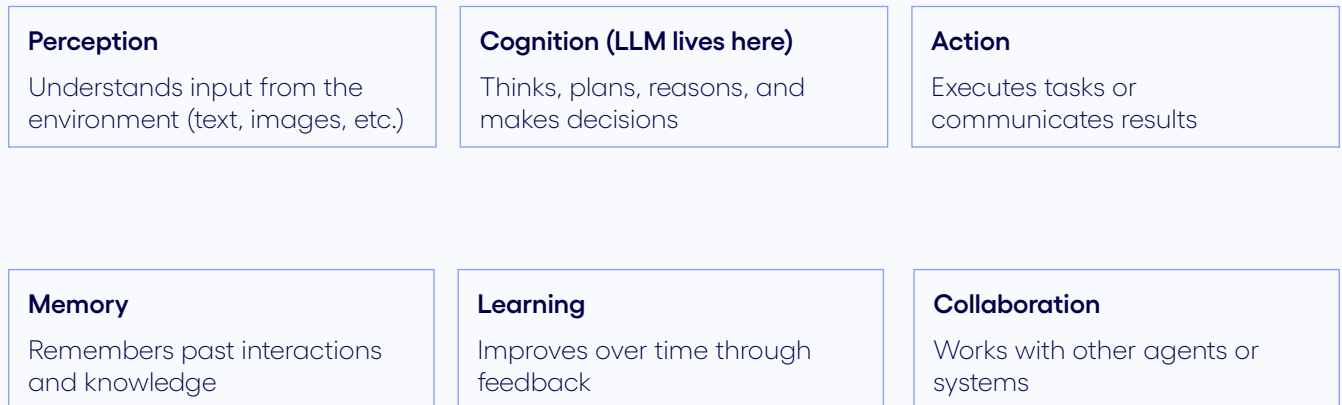 Perception
Understands input from the
environment (text, images, etc.)
Cognition (LLM lives here)
Thinks, plans, reasons, and
makes decisions
Action
Executes tasks or
communicates results
Memory
Remembers past interactions
and knowledge
Learning
Improves over time through
feedback
Collaboration
Works with other agents or
systems